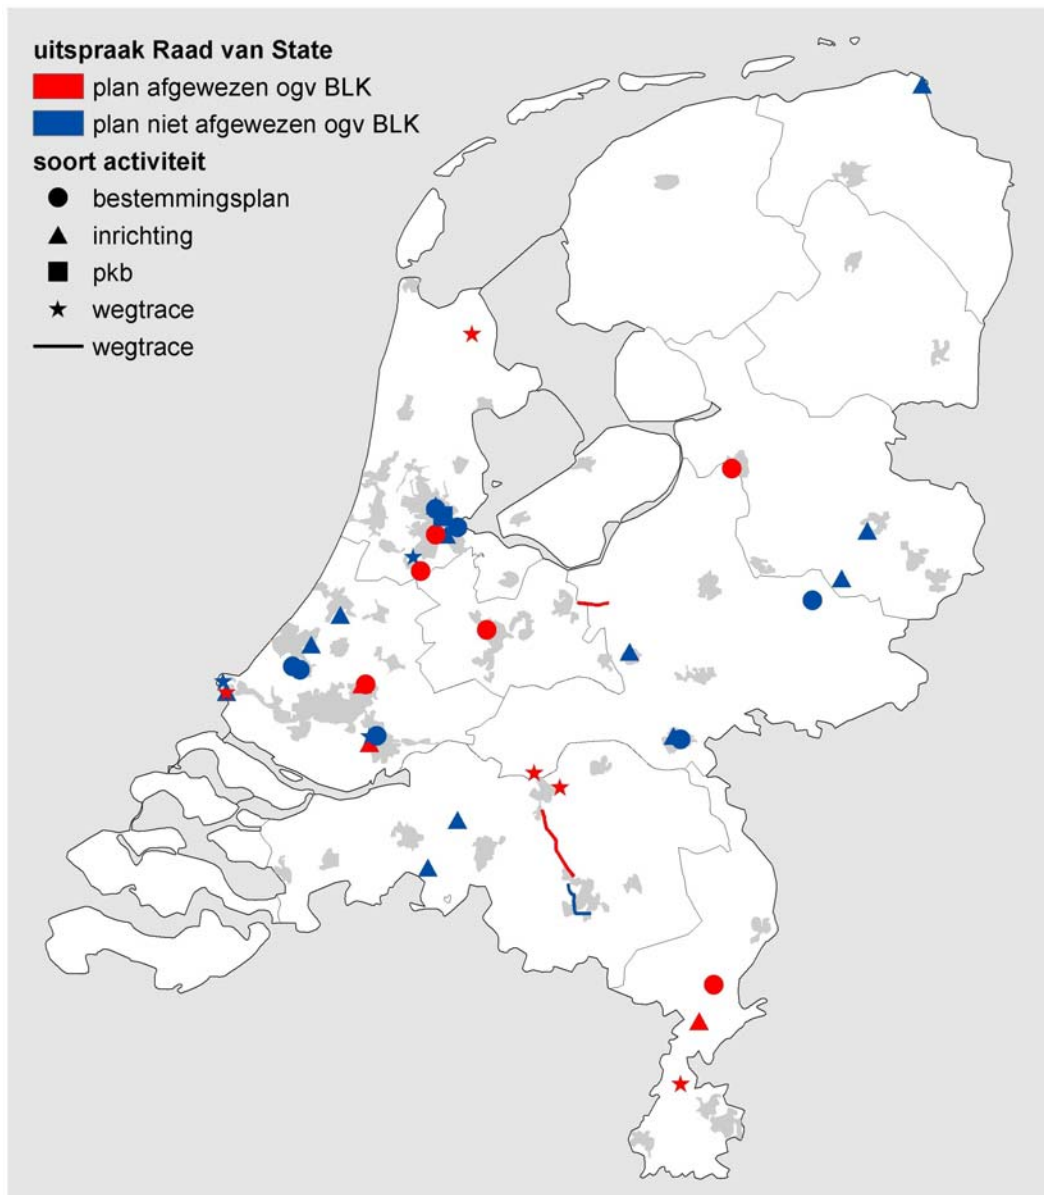 uitspraak Raad van State
plan afgewezen ogv BLK
plan niet afgewezen ogv BLK
soort activiteit
bestemmingsplan
inrichting
pkb
wegtrace
wegtrace